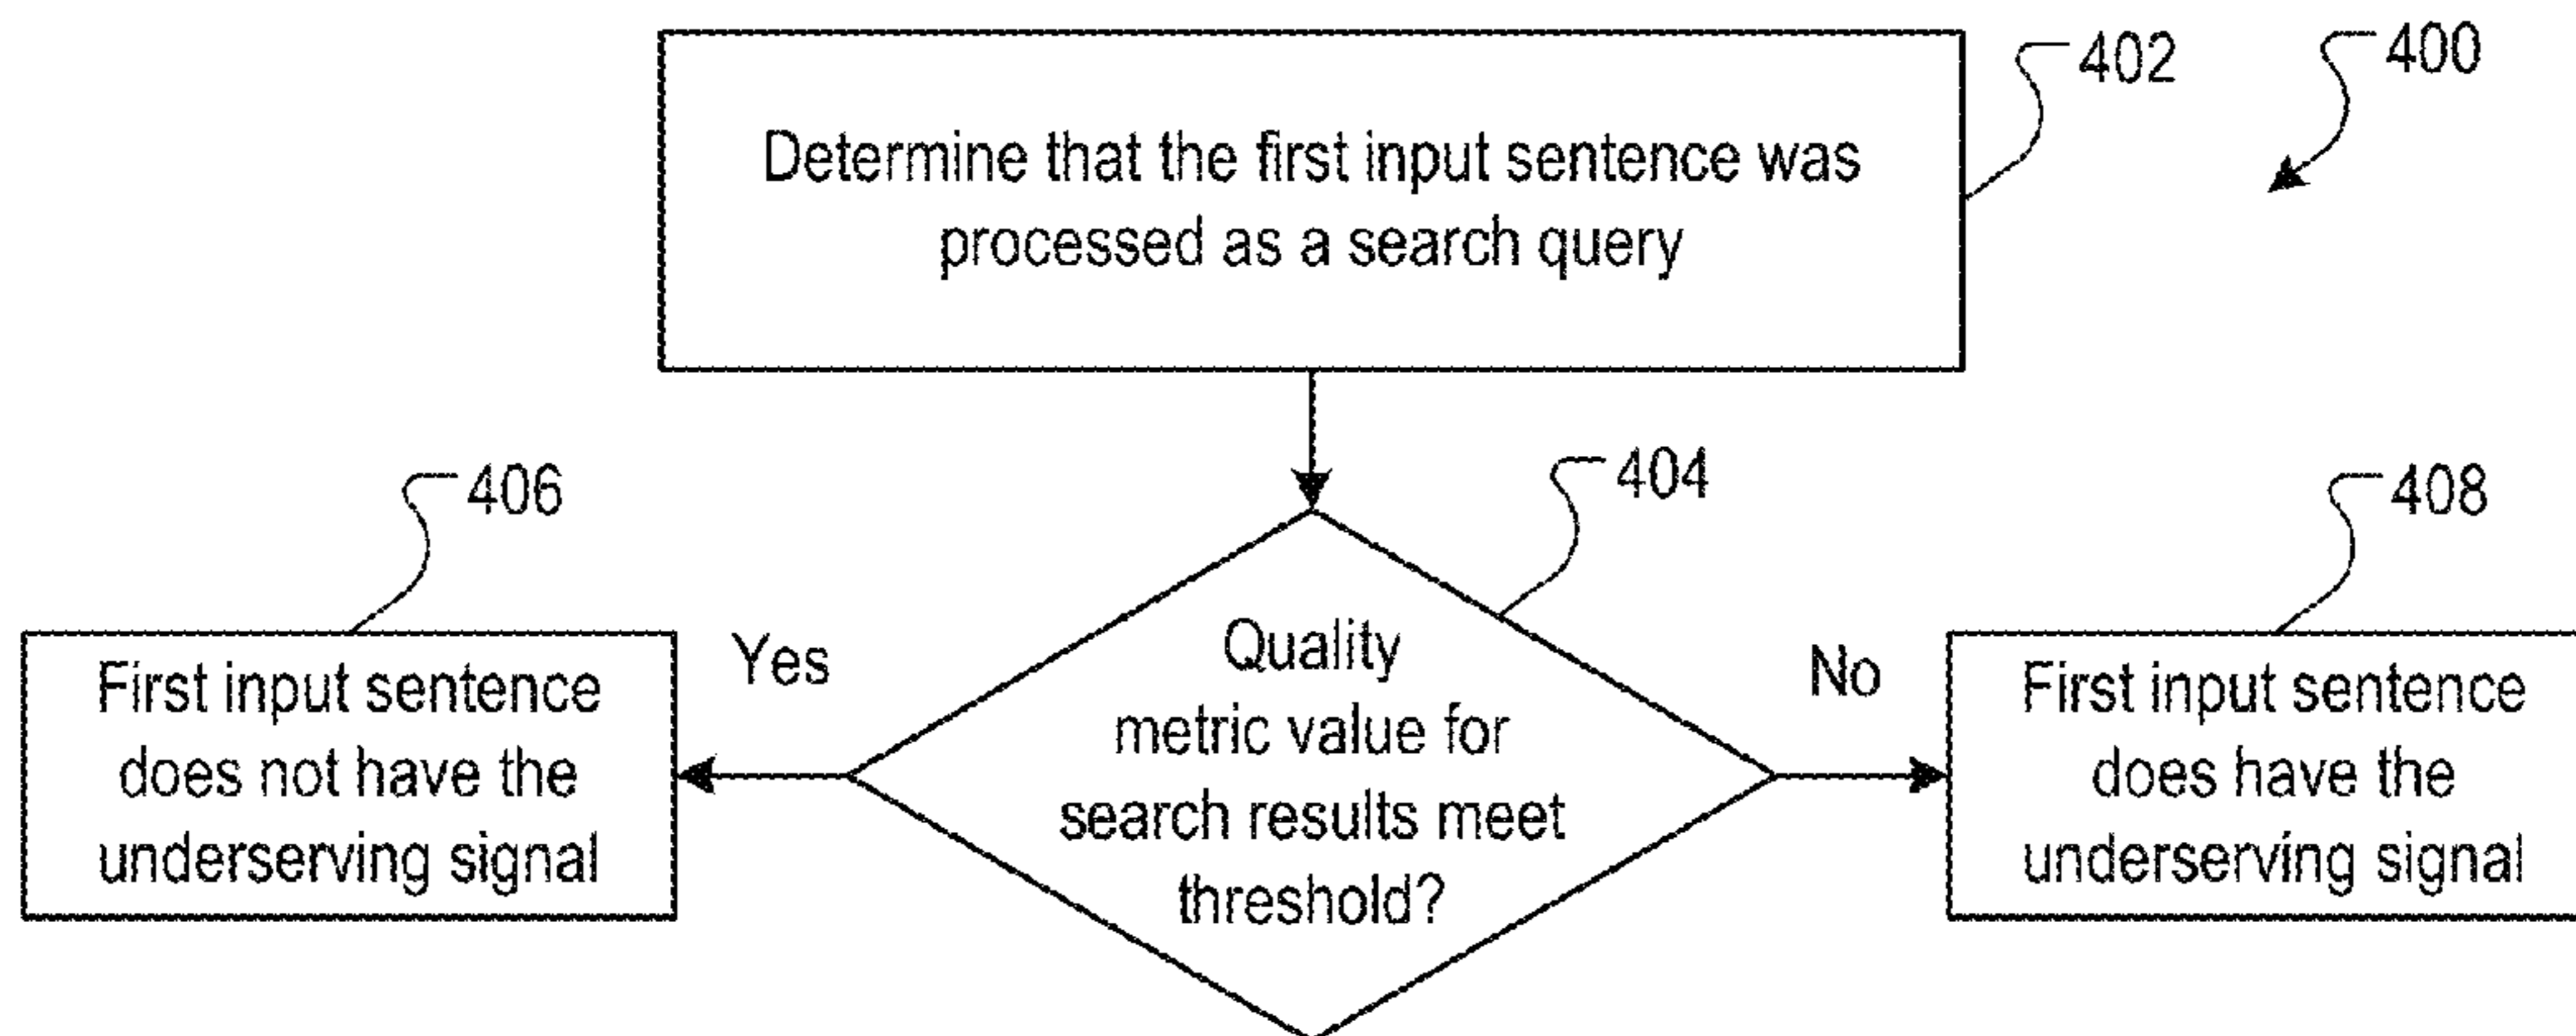 402
400
Determine that the first input sentence was
processed as a search query
406
404
408
Yes
No
First input sentence
does not have the
underserving signal
Quality
metric value for
search results meet
threshold?
First input sentence
does have the
underserving signal